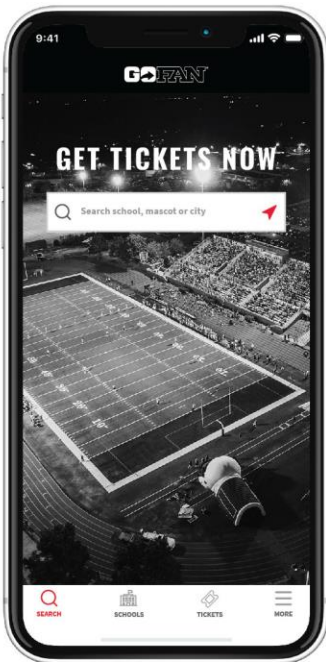 9:41
GOFAN
GET TICKETS NOW
Search school, mascot or city
SEARCH SCHOOLS TICKETS MORE